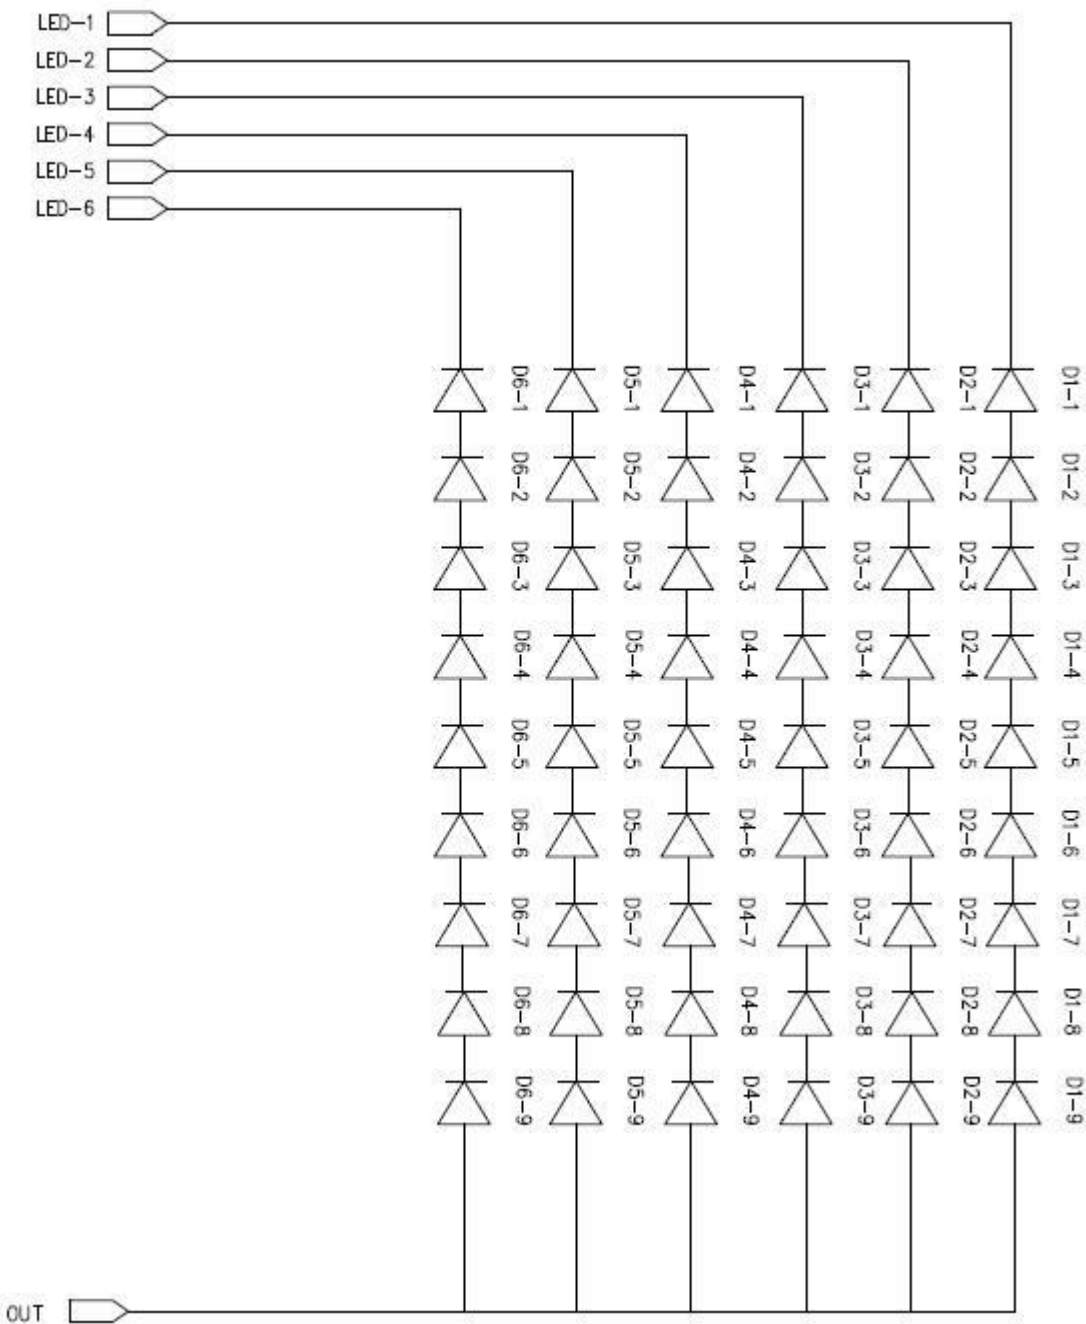 LED-1
LED-2
LED-3
LED-4
LED-5
LED-6
D6-1 D5-1 D4-1 D3-1 D2-1 D1-1
D6-2 D5-2 D4-2 D3-2 D2-2 D1-2
D6-3 D5-3 D4-3 D3-3 D2-3 D1-3
D6-4 D5-4 D4-4 D3-4 D2-4 D1-4
D6-5 D5-5 D4-5 D3-5 D2-5 D1-5
D6-6 D5-6 D4-6 D3-6 D2-6 D1-6
D6-7 D5-7 D4-7 D3-7 D2-7 D1-7
D6-8 D5-8 D4-8 D3-8 D2-8 D1-8
D6-9 D5-9 D4-9 D3-9 D2-9 D1-9
OUT